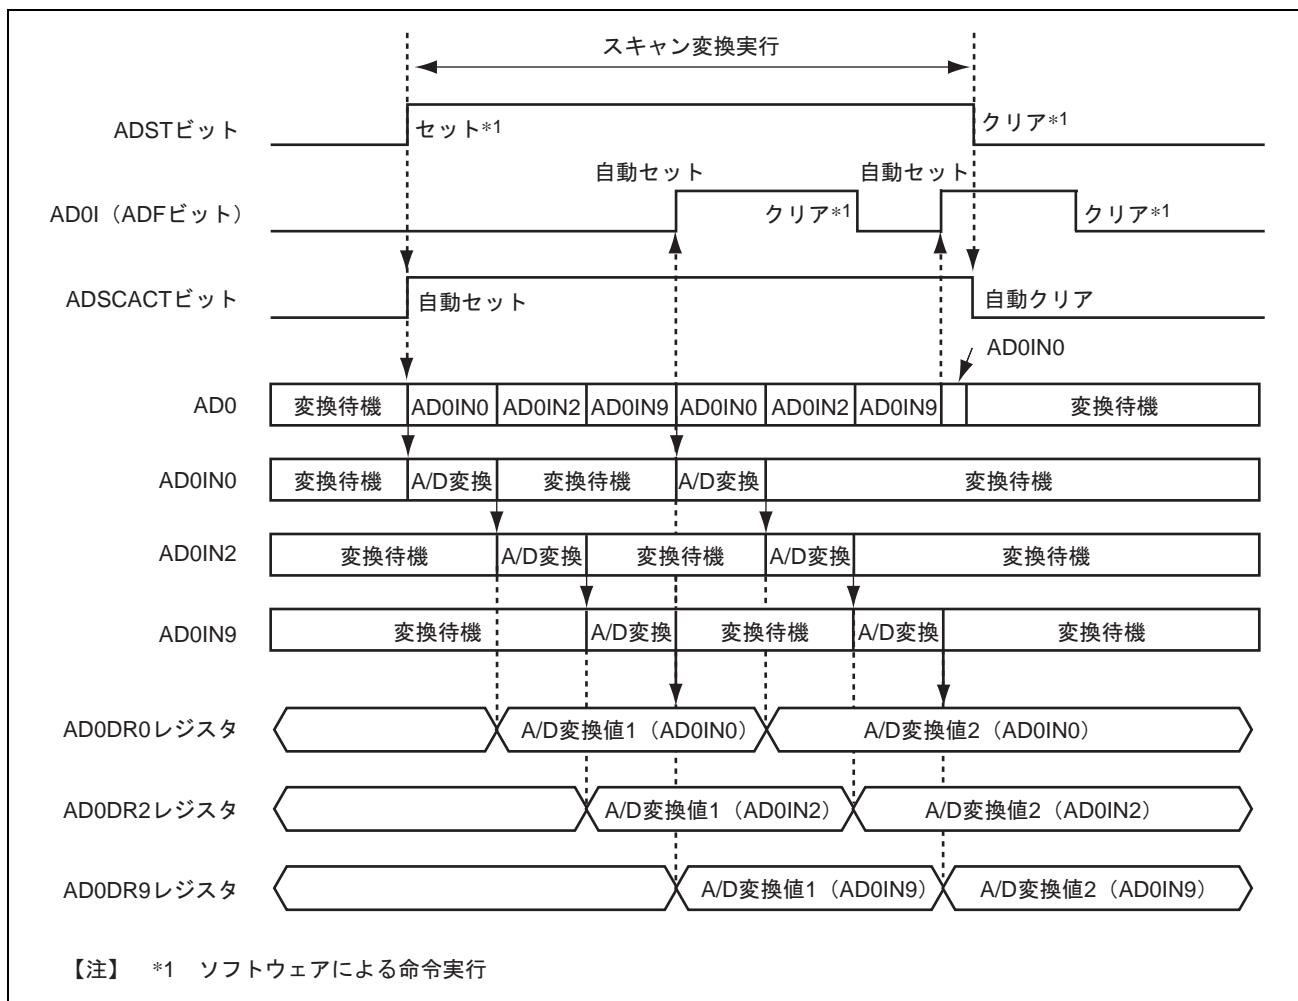 スキャン変換実行
ADSTビット
セット*1
クリア*1
自動セット
自動セット
AD0I（ADFビット）
クリア*1
クリア*1
ADSCACTビット
自動セット
自動クリア
AD0IN0
AD0 変換待機 AD0IN0 AD0IN2 AD0IN9 AD0IN0 AD0IN2 AD0IN9 変換待機
AD0IN0 変換待機 A/D変換 変換待機 A/D変換 変換待機
AD0IN2 変換待機 A/D変換 変換待機 A/D変換 変換待機
AD0IN9 変換待機 A/D変換 変換待機 A/D変換 変換待機
AD0DR0レジスタ A/D変換値1（AD0IN0） A/D変換値2（AD0IN0）
AD0DR2レジスタ A/D変換値1（AD0IN2） A/D変換値2（AD0IN2）
AD0DR9レジスタ A/D変換値1（AD0IN9） A/D変換値2（AD0IN9）
【注】 *1 ソフトウェアによる命令実行